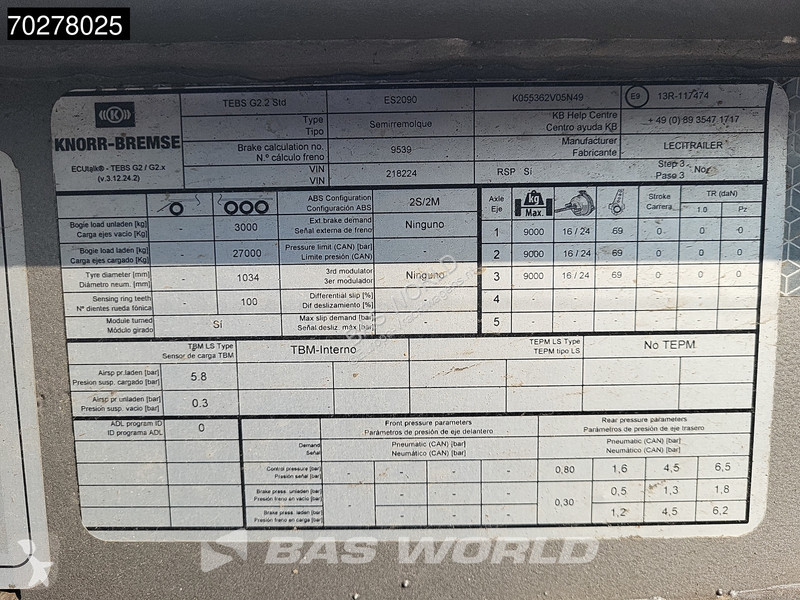 70278025
KNORR-BREMSE
ECUtalk® - TEBS G2 / G2.x
(v.3.12.24.2)
TEBS G2.2 Std ES2090 K055362V05N49 E9 13R-117474
Type
Tipo
Semirremolque
KB Help Centre
Centro ayuda KB
+ 49 (0) 89 3547 1717
Brake calculation no.
N.º cálculo freno
9539
Manufacturer
Fabricante
LECITRAILER
VIN
VIN
218224
RSP Sí
Step 3
Paso 3
No
ABS Configuration
Configuración ABS
2S/2M
Bogie load unladen [kg]
Carga ejes vacío [kg]
- 3000
Ext.brake demand
Señal externa de freno
Ninguno -
Bogie load laden [kg]
Carga ejes cargado [kg]
- 27000
Pressure limit (CAN) [bar]
Limite presión (CAN) [bar]
- -
Tyre diameter [mm]
Diámetro neum. [mm]
- 1034
3rd modulator
3er modulador
Ninguno
Sensing ring teeth
Nº dientes rueda fónica
- 100
Differential slip [%]
Dif deslizamiento [%]
- -
Module turned
Módulo girado
Sí
Max slip demand [bar]
Señal desliz. máx [bar]
- -
Axle
Eje
kg
Max.
Stroke
Carrera
TR (daN)
1.0 Pz
1 9000 16 / 24 69 0 0 -0
2 9000 16 / 24 69 0 0 0
3 9000 16 / 24 69 0 0 0
4 - - - - - -
5 - - - - - -
TBM LS Type
Sensor de carga TBM
TBM-Interno
TEPM LS Type
TEPM tipo LS
No TEPM
Airsp pr.laden [bar]
Presion susp. cargado [bar]
5.8
Airsp pr unladen [bar]
Presion susp. vacio [bar]
0.3
ADL program ID
ID programa ADL
0
Front pressure parameters
Parámetros de presión de eje delantero
Rear pressure parameters
Parámetros de presión de eje trasero
Demand
Señal
Pneumatic (CAN) [bar]
Neumático (CAN) [bar]
Pneumatic (CAN) [bar]
Neumático (CAN) [bar]
Control pressure [bar]
Presión señal [bar]
- - - - 0,80 1,6 4,5 6,5
Brake press. unladen [bar]
Presión freno en vacío [bar]
- - - - 0,30 0,5 1,3 1,8
Brake press. laden [bar]
Presión freno en carga [bar]
- - - - 1,2 4,5 6,2
BAS WORLD
BAS WORLD